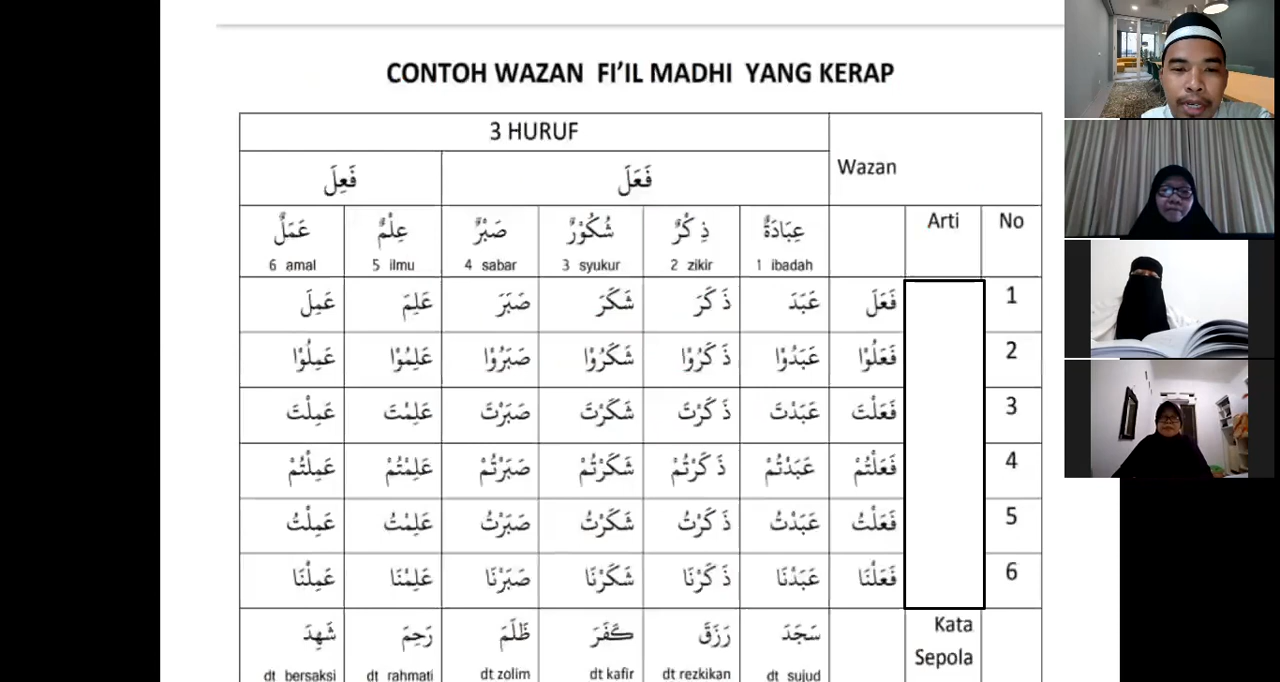 CONTOH WAZAN FI’IL MADHI YANG KERAP
3 HURUF
Wazan
فَعَلَ فَعِلَ
No Arti عِبَادَةٌ ذِكْرٌ شُكُوْرٌ صَبْرٌ عِلْمٌ عَمَلٌ
6 amal 5 ilmu 4 sabar 3 syukur 2 zikir 1 ibadah
1 فَعَلَ عَبَدَ ذَكَرَ شَكَرَ صَبَرَ عَلِمَ عَمِلَ
2 فَعَلُوْا عَبَدُوْا ذَكَرُوْا شَكَرُوْا صَبَرُوْا عَلِمُوْا عَمِلُوْا
3 فَعَلْتَ عَبَدْتَ ذَكَرْتَ شَكَرْتَ صَبَرْتَ عَلِمْتَ عَمِلْتَ
4 فَعَلْتُمْ عَبَدْتُمْ ذَكَرْتُمْ شَكَرْتُمْ صَبَرْتُمْ عَلِمْتُمْ عَمِلْتُمْ
5 فَعَلْتُ عَبَدْتُ ذَكَرْتُ شَكَرْتُ صَبَرْتُ عَلِمْتُ عَمِلْتُ
6 فَعَلْنَا عَبَدْنَا ذَكَرْنَا شَكَرْنَا صَبَرْنَا عَلِمْنَا عَمِلْنَا
Kata
Sepola
سَجَدَ رَزَقَ كَفَرَ ظَلَمَ رَحِمَ شَهِدَ
dt bersaksi dt rahmati dt zolim dt kafir dt rezkikan dt sujud